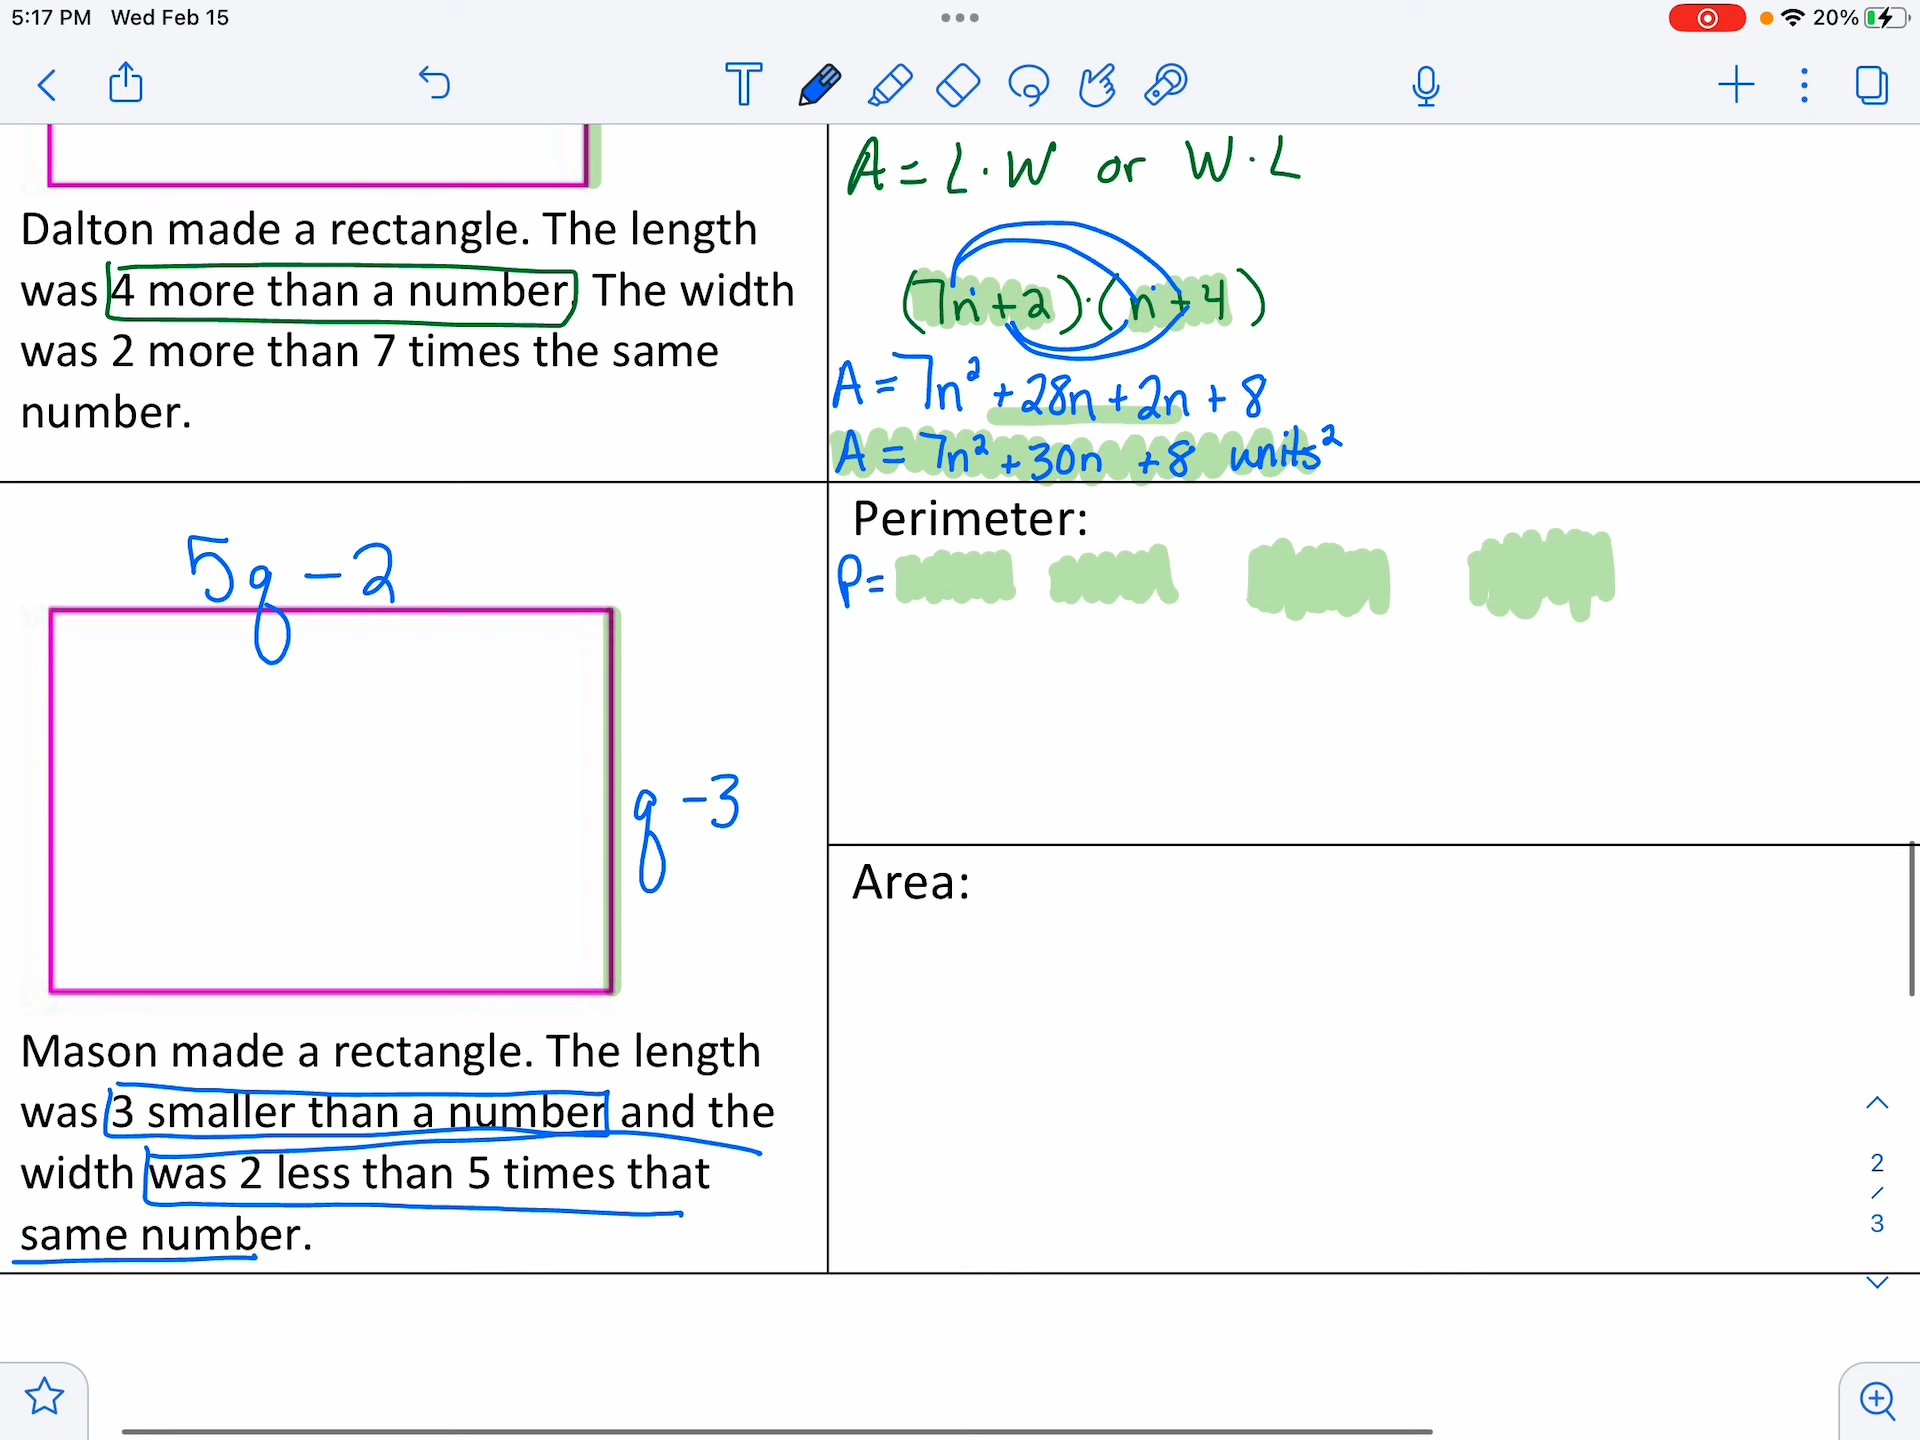 5:17 PM Wed Feb 15
20%
A = L · W or W · L
Dalton made a rectangle. The length
was 4 more than a number. The width
was 2 more than 7 times the same
number.
(7n + 2) · (n + 4)
A = 7n² + 28n + 2n + 8
A = 7n² + 30n + 8 units²
5q - 2
q - 3
Mason made a rectangle. The length
was 3 smaller than a number and the
width was 2 less than 5 times that
same number.
Perimeter:
P =
Area:
2
/
3